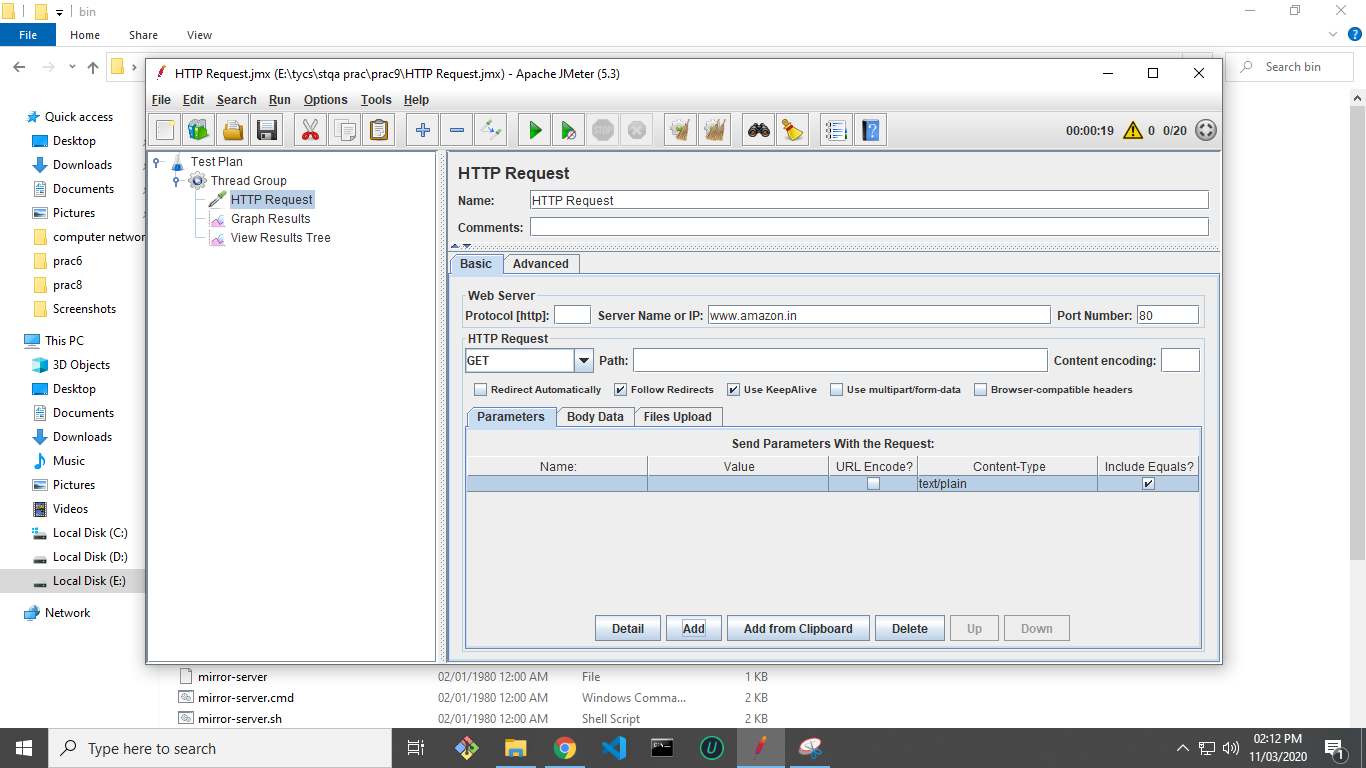 bin
File Home Share View
Search bin
HTTP Request.jmx (E:\tycs\stqa prac\prac9\HTTP Request.jmx) - Apache JMeter (5.3)
File Edit Search Run Options Tools Help
STOP
00:00:19 0 0/20
Quick access
Desktop
Downloads
Documents
Pictures
computer networ
prac6
prac8
Screenshots
This PC
3D Objects
Desktop
Documents
Downloads
Music
Pictures
Videos
Local Disk (C:)
Local Disk (D:)
Local Disk (E:)
Network
Test Plan
Thread Group
HTTP Request
Graph Results
View Results Tree
HTTP Request
Name: HTTP Request
Comments:
Basic Advanced
Web Server
Protocol [http]: Server Name or IP: www.amazon.in Port Number: 80
HTTP Request
GET Path: Content encoding:
Redirect Automatically Follow Redirects Use KeepAlive Use multipart/form-data Browser-compatible headers
Parameters Body Data Files Upload
Send Parameters With the Request:
Name: Value URL Encode? Content-Type Include Equals?
text/plain
Detail Add Add from Clipboard Delete Up Down
mirror-server 02/01/1980 12:00 AM File 1 KB
mirror-server.cmd 02/01/1980 12:00 AM Windows Comma... 2 KB
mirror-server.sh 02/01/1980 12:00 AM Shell Script 2 KB
Type here to search
02:12 PM
11/03/2020
1